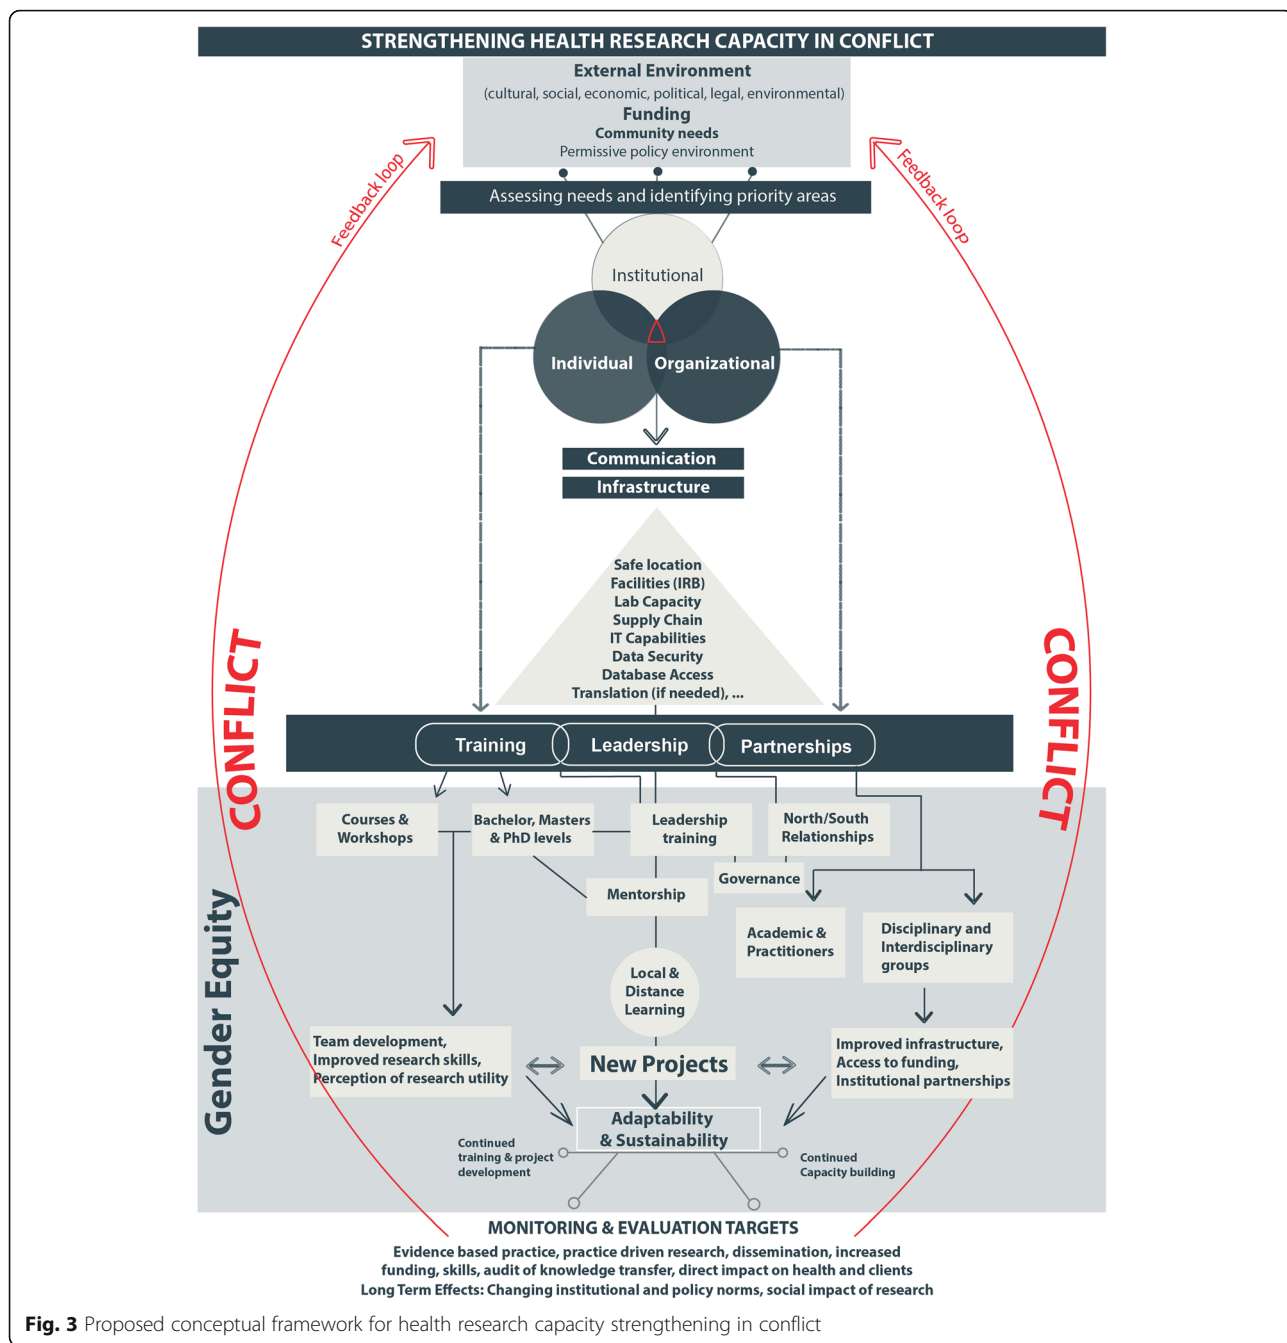 STRENGTHENING HEALTH RESEARCH CAPACITY IN CONFLICT
External Environment
(cultural, social, economic, political, legal, environmental)
Funding
Community needs
Permissive policy environment
Feedback loop
Feedback loop
Assessing needs and identifying priority areas
Institutional
Individual
Organizational
Communication
Infrastructure
Safe location
Facilities (IRB)
Lab Capacity
Supply Chain
IT Capabilities
Data Security
Database Access
Translation (if needed), ...
CONFLICT
CONFLICT
Training
Leadership
Partnerships
Courses &
Workshops
Bachelor, Masters
& PhD levels
Leadership
training
North/South
Relationships
Governance
Mentorship
Academic &
Practitioners
Disciplinary and
Interdisciplinary
groups
Gender Equity
Local &
Distance
Learning
Team development,
Improved research skills,
Perception of research utility
New Projects
Improved infrastructure,
Access to funding,
Institutional partnerships
Adaptability
& Sustainability
Continued
training & project
development
Continued
Capacity building
MONITORING & EVALUATION TARGETS
Evidence based practice, practice driven research, dissemination, increased
funding, skills, audit of knowledge transfer, direct impact on health and clients
Long Term Effects: Changing institutional and policy norms, social impact of research
Fig. 3 Proposed conceptual framework for health research capacity strengthening in conflict